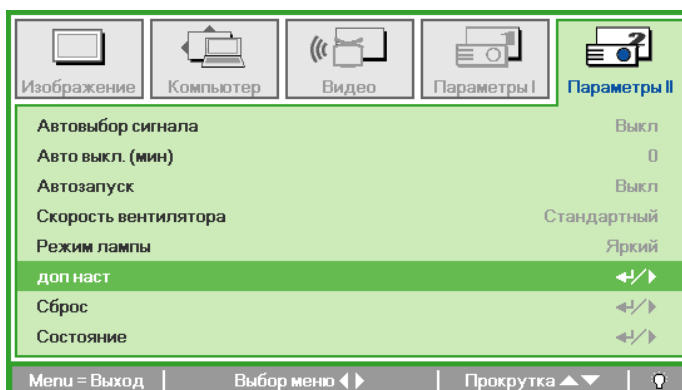 Изображение
Компьютер
Видео
Параметры I
Параметры II
Автовыбор сигнала Выкл
Авто выкл. (мин) 0
Автозапуск Выкл
Скорость вентилятора Стандартный
Режим лампы Яркий
доп наст
Сброс
Состояние
Menu = Выход Выбор меню Прокрутка